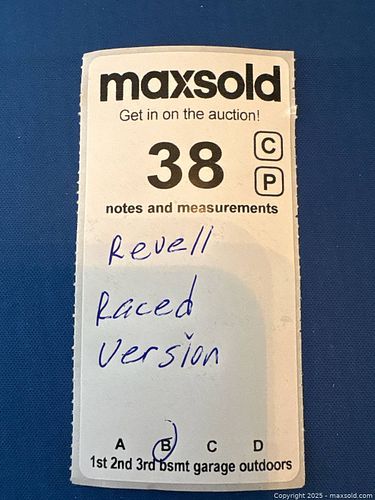 maxsold
Get in on the auction!
38
C
P
notes and measurements
Revell
Raced
Version
A B C D
1st 2nd 3rd bsmt garage outdoors
Copyright 2025 - maxsold.com